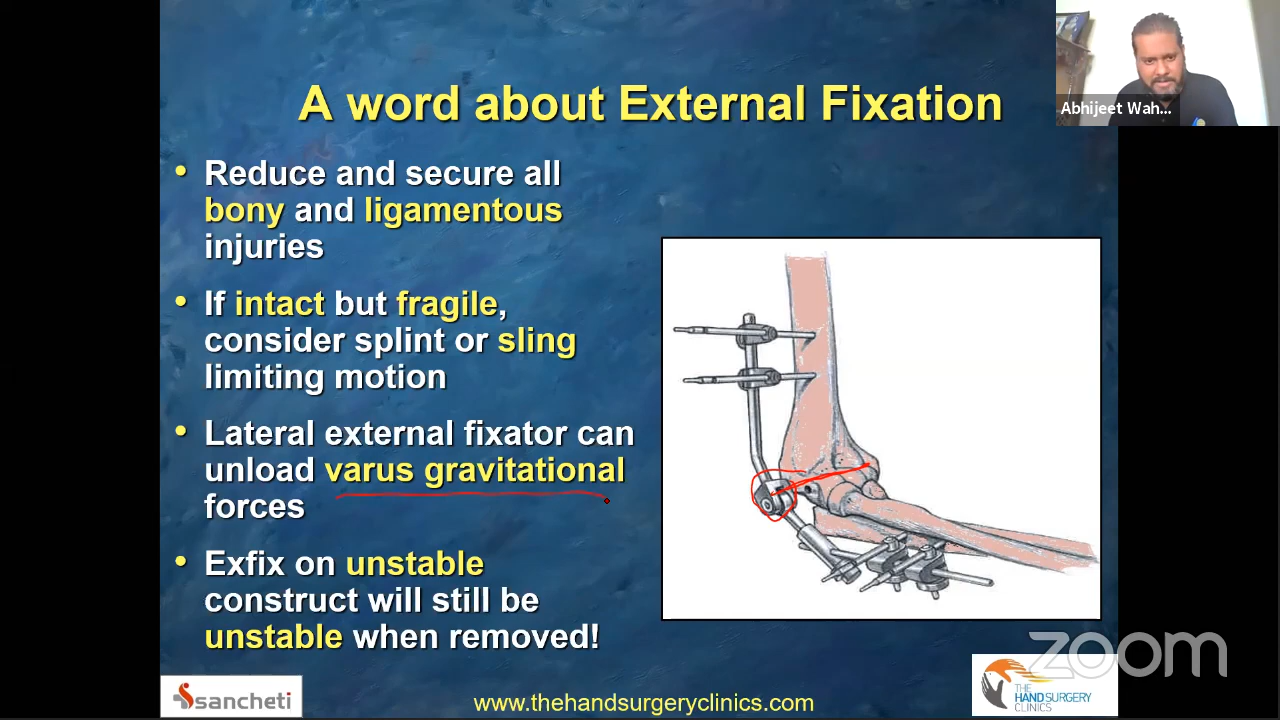 A word about External Fixation
Abhijeet Wah...
• Reduce and secure all
bony and ligamentous
injuries
• If intact but fragile,
consider splint or sling
limiting motion
• Lateral external fixator can
unload varus gravitational
forces
• Exfix on unstable
construct will still be
unstable when removed!
sancheti
www.thehandsurgeryclinics.com
THE
HAND SURGERY
CLINICS
zoom